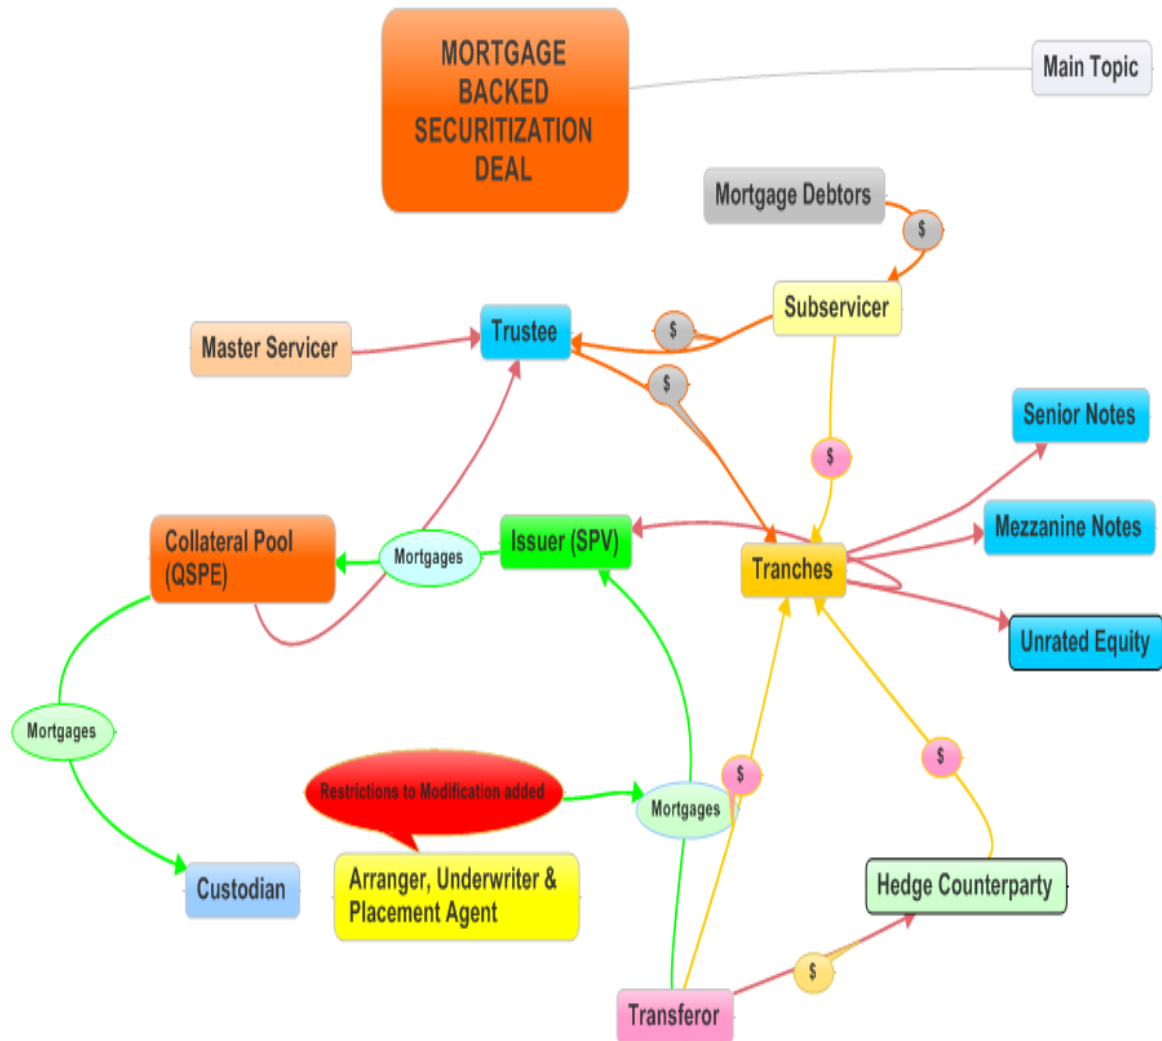 MORTGAGE
BACKED
SECURITIZATION
DEAL
Main Topic
Mortgage Debtors
$
Subservicer
Trustee
$
Master Servicer
$
Senior Notes
$
Mezzanine Notes
Collateral Pool
(QSPE)
Mortgages
Issuer (SPV)
Tranches
Unrated Equity
Mortgages
$
$
Restrictions to Modification added
Mortgages
Arranger, Underwriter &
Placement Agent
Custodian
Hedge Counterparty
$
Transferor